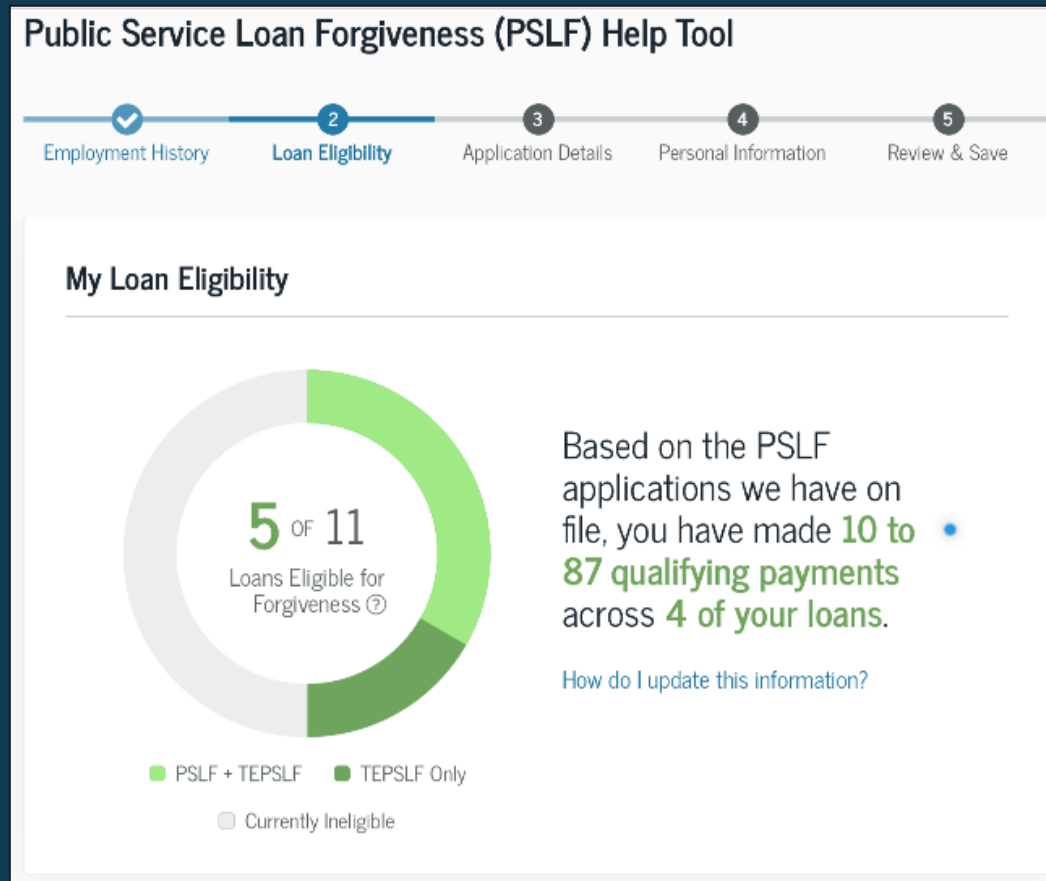 Public Service Loan Forgiveness (PSLF) Help Tool
2 3 4 5
Employment History Loan Eligibility Application Details Personal Information Review & Save
My Loan Eligibility
5 OF 11
Loans Eligible for
Forgiveness ?
PSLF + TEPSLF TEPSLF Only
Currently Ineligible
Based on the PSLF
applications we have on
file, you have made 10 to
87 qualifying payments
across 4 of your loans.
How do I update this information?